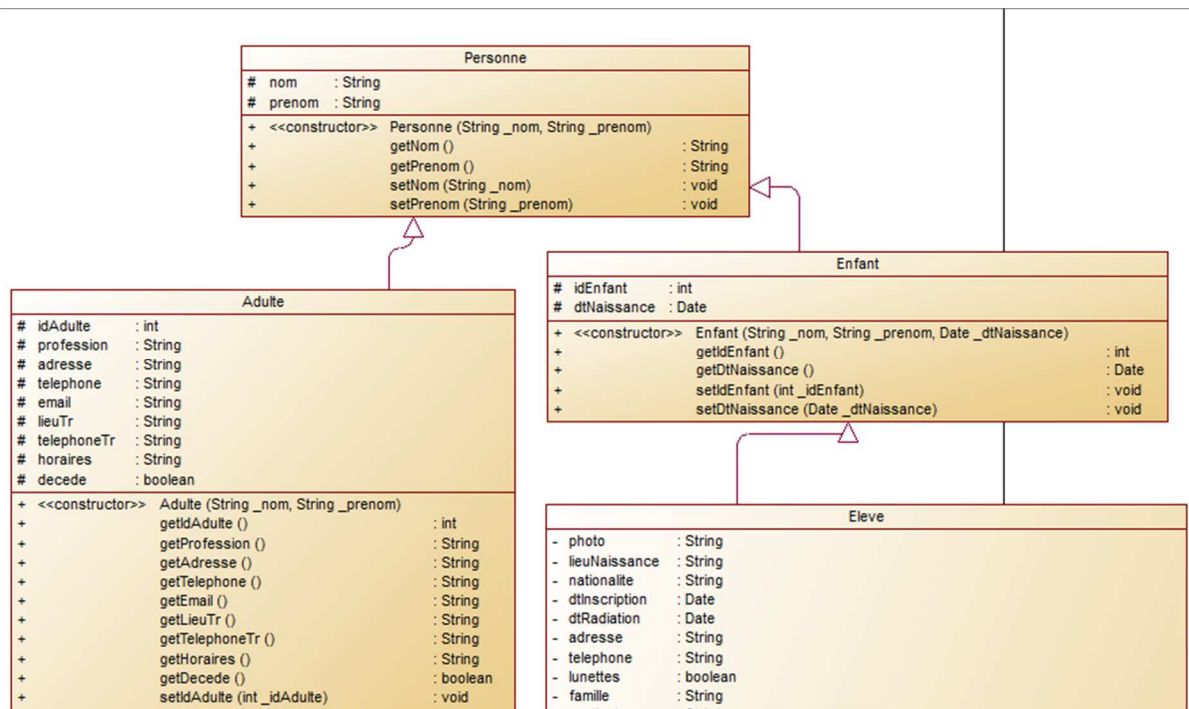 Personne
# nom : String
# prenom : String
+ <<constructor>> Personne (String _nom, String _prenom)
+ getNom () : String
+ getPrenom () : String
+ setNom (String _nom) : void
+ setPrenom (String _prenom) : void
Enfant
# idEnfant : int
# dtNaissance : Date
+ <<constructor>> Enfant (String _nom, String _prenom, Date _dtNaissance)
+ getIdEnfant () : int
+ getDtNaissance () : Date
+ setIdEnfant (int _idEnfant) : void
+ setDtNaissance (Date _dtNaissance) : void
Adulte
# idAdulte : int
# profession : String
# adresse : String
# telephone : String
# email : String
# lieuTr : String
# telephoneTr : String
# horaires : String
# decede : boolean
+ <<constructor>> Adulte (String _nom, String _prenom)
+ getIdAdulte () : int
+ getProfession () : String
+ getAdresse () : String
+ getTelephone () : String
+ getEmail () : String
+ getLieuTr () : String
+ getTelephoneTr () : String
+ getHoraires () : String
+ getDecede () : boolean
+ setIdAdulte (int _idAdulte) : void
Eleve
- photo : String
- lieuNaissance : String
- nationalite : String
- dtInscription : Date
- dtRadiation : Date
- adresse : String
- telephone : String
- lunettes : boolean
- famille : String